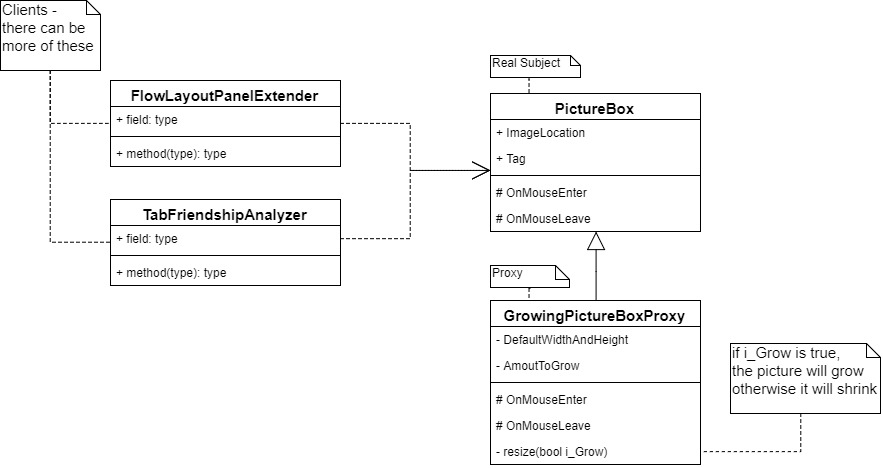 Clients -
there can be
more of these
FlowLayoutPanelExtender
+ field: type
+ method(type): type
TabFriendshipAnalyzer
+ field: type
+ method(type): type
Real Subject
PictureBox
+ ImageLocation
+ Tag
# OnMouseEnter
# OnMouseLeave
Proxy
GrowingPictureBoxProxy
- DefaultWidthAndHeight
- AmoutToGrow
# OnMouseEnter
# OnMouseLeave
- resize(bool i_Grow)
if i_Grow is true,
the picture will grow
otherwise it will shrink